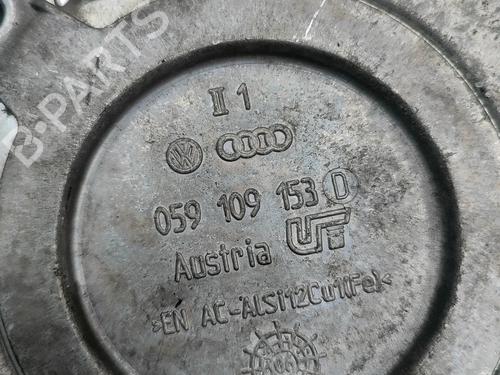 B-PARTS
II 1
059 109 153 D
Austria
>EN AC-AlSi12Cu1(Fe)<